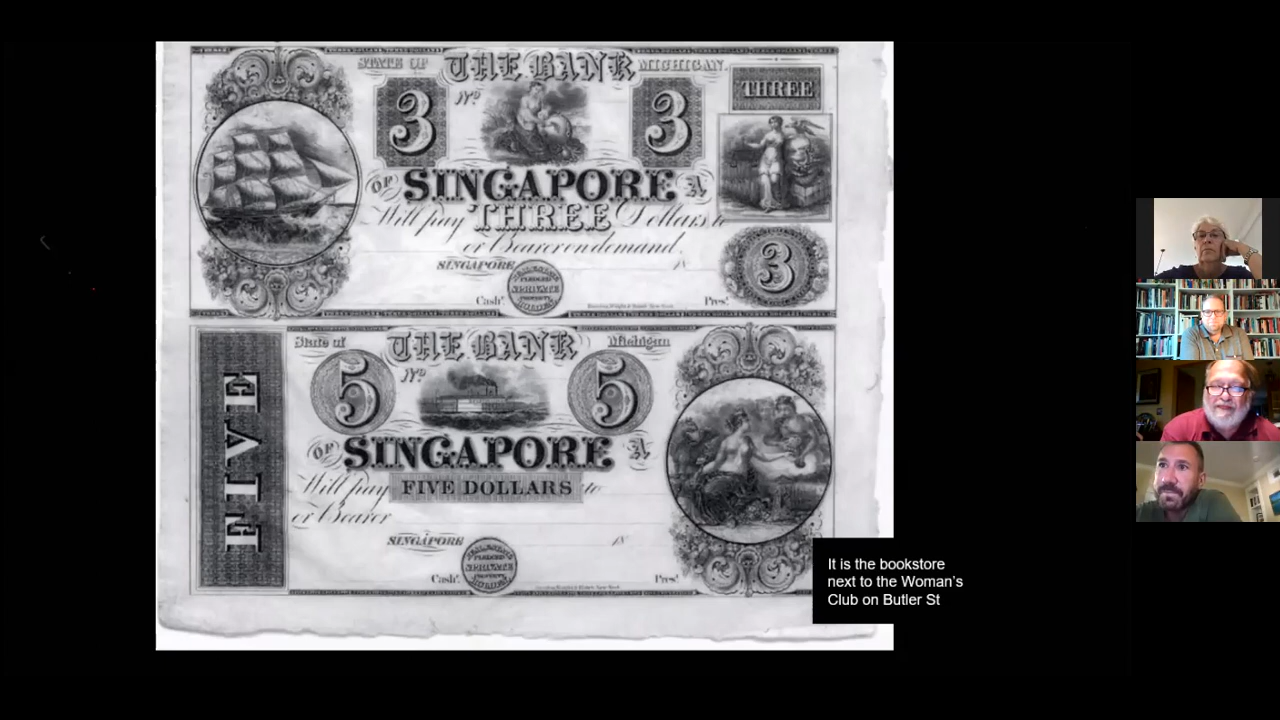 STATE OF THE BANK MICHIGAN.
THREE
3 Nº 3
OF SINGAPORE A
Will pay THREE Dollars to
or Bearer on demand.
3
SINGAPORE 18
Cash.r Pres.t
State of THE BANK Michigan
FIVE
5 Nº 5
OF SINGAPORE A
Will pay FIVE DOLLARS to
or Bearer
SINGAPORE 18
Cash.r Pres.t
It is the bookstore
next to the Woman's
Club on Butler St